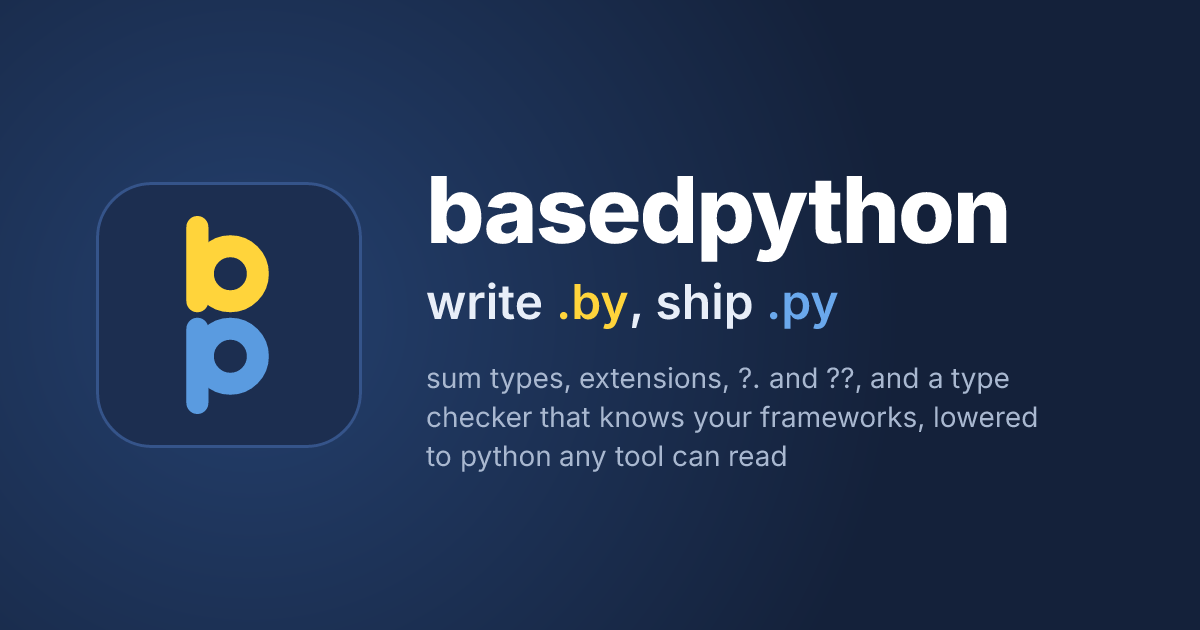 b
p
basedpython
write .by, ship .py
sum types, extensions, ?. and ??, and a type
checker that knows your frameworks, lowered
to python any tool can read